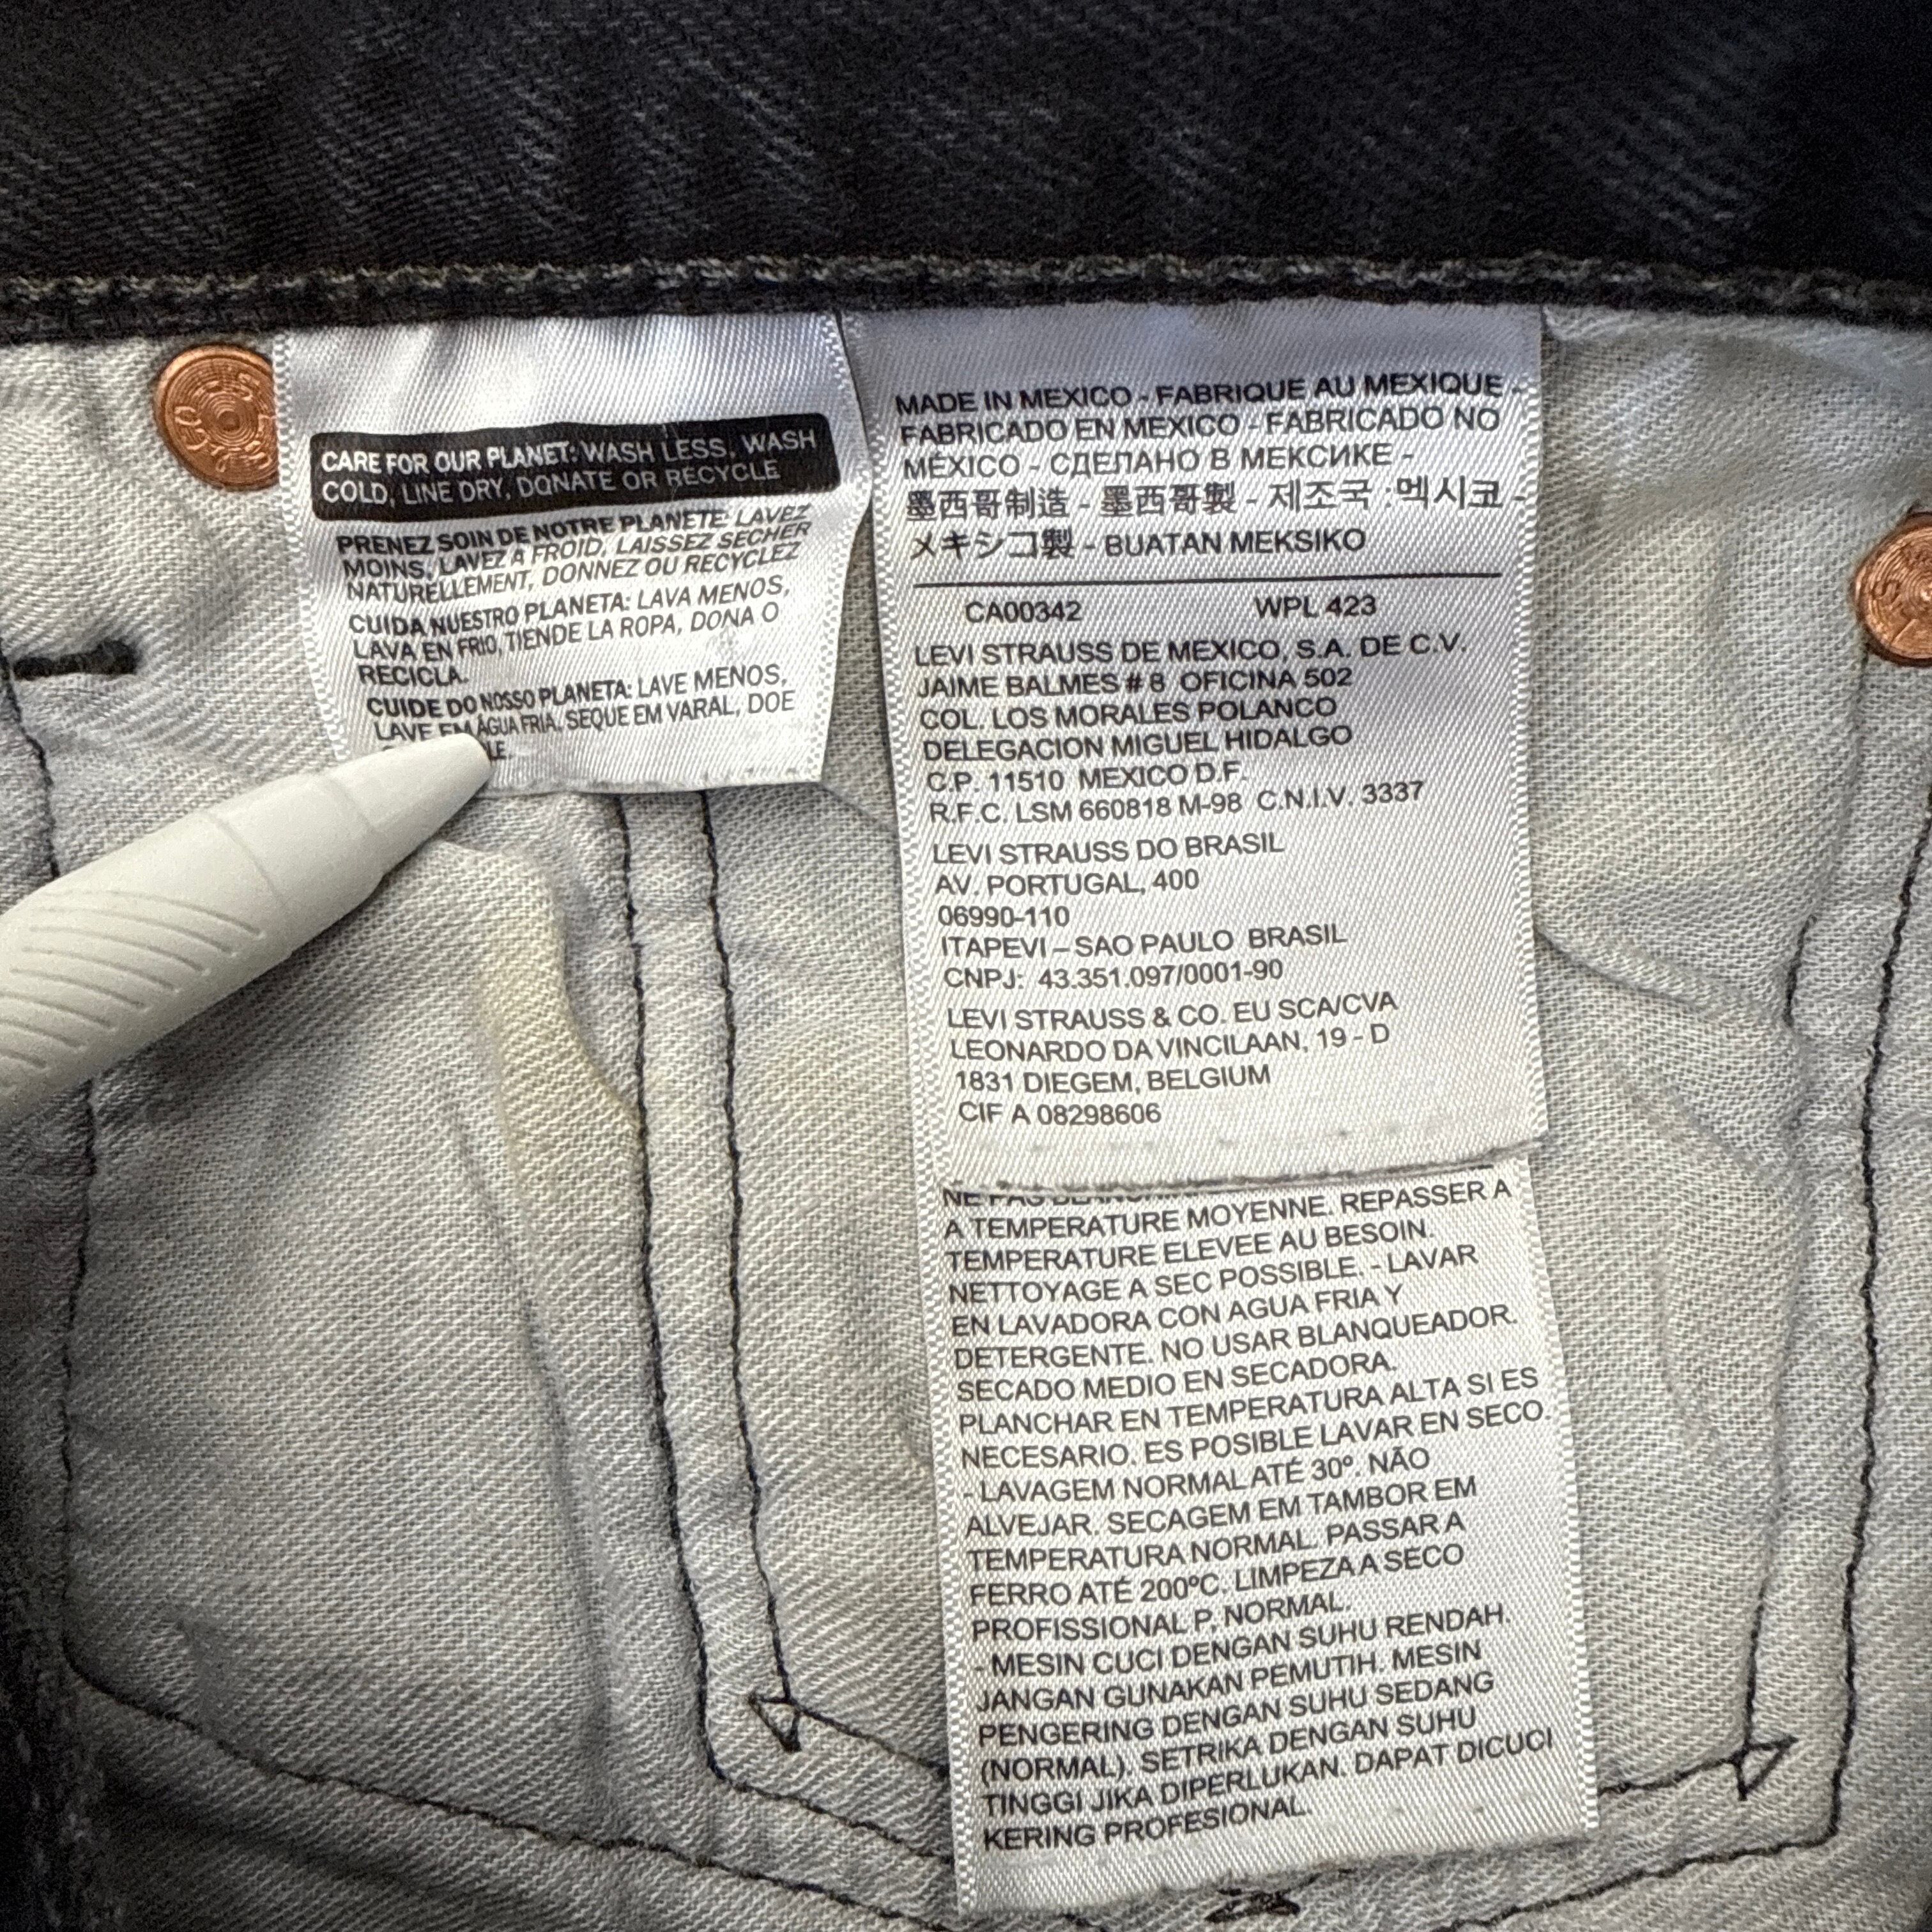 CARE FOR OUR PLANET: WASH LESS, WASH
COLD, LINE DRY, DONATE OR RECYCLE
PRENEZ SOIN DE NOTRE PLANETE: LAVEZ
MOINS, LAVEZ A FROID, LAISSEZ SECHER
NATURELLEMENT, DONNEZ OU RECYCLEZ
CUIDA NUESTRO PLANETA: LAVA MENOS,
LAVA EN FRIO, TIENDE LA ROPA, DONA O
RECICLA.
CUIDE DO NOSSO PLANETA: LAVE MENOS,
LAVE EM ÁGUA FRIA, SEQUE EM VARAL, DOE
MADE IN MEXICO - FABRIQUE AU MEXIQUE -
FABRICADO EN MEXICO - FABRICADO NO
MÉXICO - СДЕЛАНО В МЕКСИКЕ -
墨西哥制造 - 墨西哥製 - 제조국 :멕시코 -
メキシコ製 - BUATAN MEKSIKO
CA00342 WPL 423
LEVI STRAUSS DE MEXICO, S.A. DE C.V.
JAIME BALMES # 8 OFICINA 502
COL. LOS MORALES POLANCO
DELEGACION MIGUEL HIDALGO
C.P. 11510 MEXICO D.F.
R.F.C. LSM 660818 M-98 C.N.I.V. 3337
LEVI STRAUSS DO BRASIL
AV. PORTUGAL, 400
06990-110
ITAPEVI – SAO PAULO BRASIL
CNPJ: 43.351.097/0001-90
LEVI STRAUSS & CO. EU SCA/CVA
LEONARDO DA VINCILAAN, 19 - D
1831 DIEGEM, BELGIUM
CIF A 08298606
NE PAS
A TEMPERATURE MOYENNE. REPASSER A
TEMPERATURE ELEVEE AU BESOIN.
NETTOYAGE A SEC POSSIBLE. - LAVAR
EN LAVADORA CON AGUA FRIA Y
DETERGENTE. NO USAR BLANQUEADOR.
SECADO MEDIO EN SECADORA.
PLANCHAR EN TEMPERATURA ALTA SI ES
NECESARIO. ES POSIBLE LAVAR EN SECO.
- LAVAGEM NORMAL ATÉ 30º. NÃO
ALVEJAR. SECAGEM EM TAMBOR EM
TEMPERATURA NORMAL. PASSAR A
FERRO ATÉ 200ºC. LIMPEZA A SECO
PROFISSIONAL P, NORMAL.
- MESIN CUCI DENGAN SUHU RENDAH.
JANGAN GUNAKAN PEMUTIH. MESIN
PENGERING DENGAN SUHU SEDANG
(NORMAL). SETRIKA DENGAN SUHU
TINGGI JIKA DIPERLUKAN. DAPAT DICUCI
KERING PROFESIONAL.